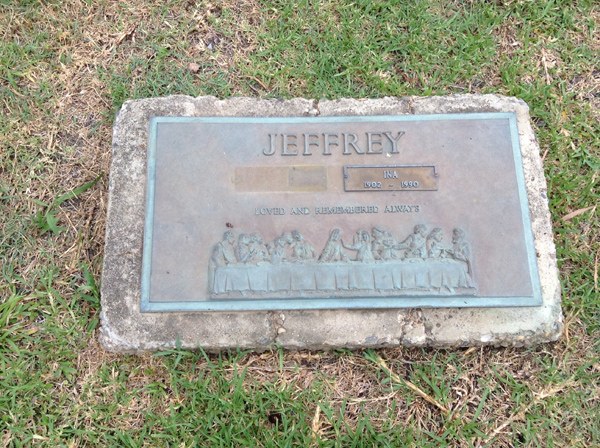 JEFFREY
INA
1902 - 1990
LOVED AND REMEMBERED ALWAYS